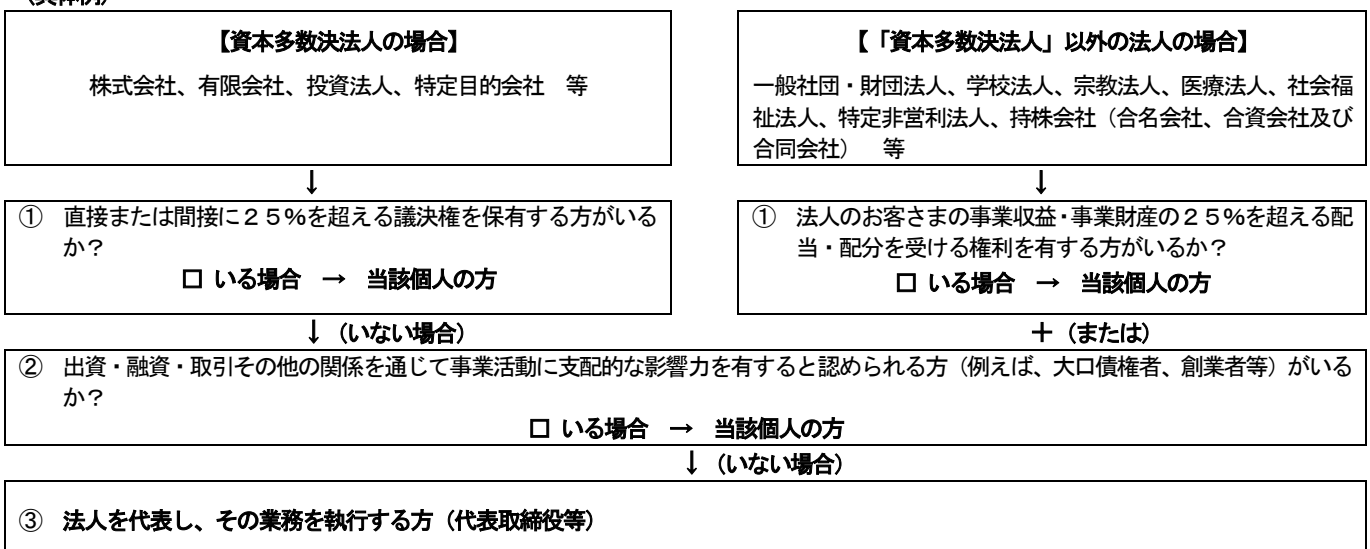 【資本多数決法人の場合】
株式会社、有限会社、投資法人、特定目的会社 等
【「資本多数決法人」以外の法人の場合】
一般社団・財団法人、学校法人、宗教法人、医療法人、社会福
祉法人、特定非営利法人、持株会社（合名会社、合資会社及び
合同会社） 等
↓
↓
① 直接または間接に２５％を超える議決権を保有する方がいる
か？
□ いる場合 → 当該個人の方
① 法人のお客さまの事業収益・事業財産の２５％を超える配
当・配分を受ける権利を有する方がいるか？
□ いる場合 → 当該個人の方
↓（いない場合）
＋（または）
② 出資・融資・取引その他の関係を通じて事業活動に支配的な影響力を有すると認められる方（例えば、大口債権者、創業者等）がいる
か？
□ いる場合 → 当該個人の方
↓（いない場合）
③ 法人を代表し、その業務を執行する方（代表取締役等）